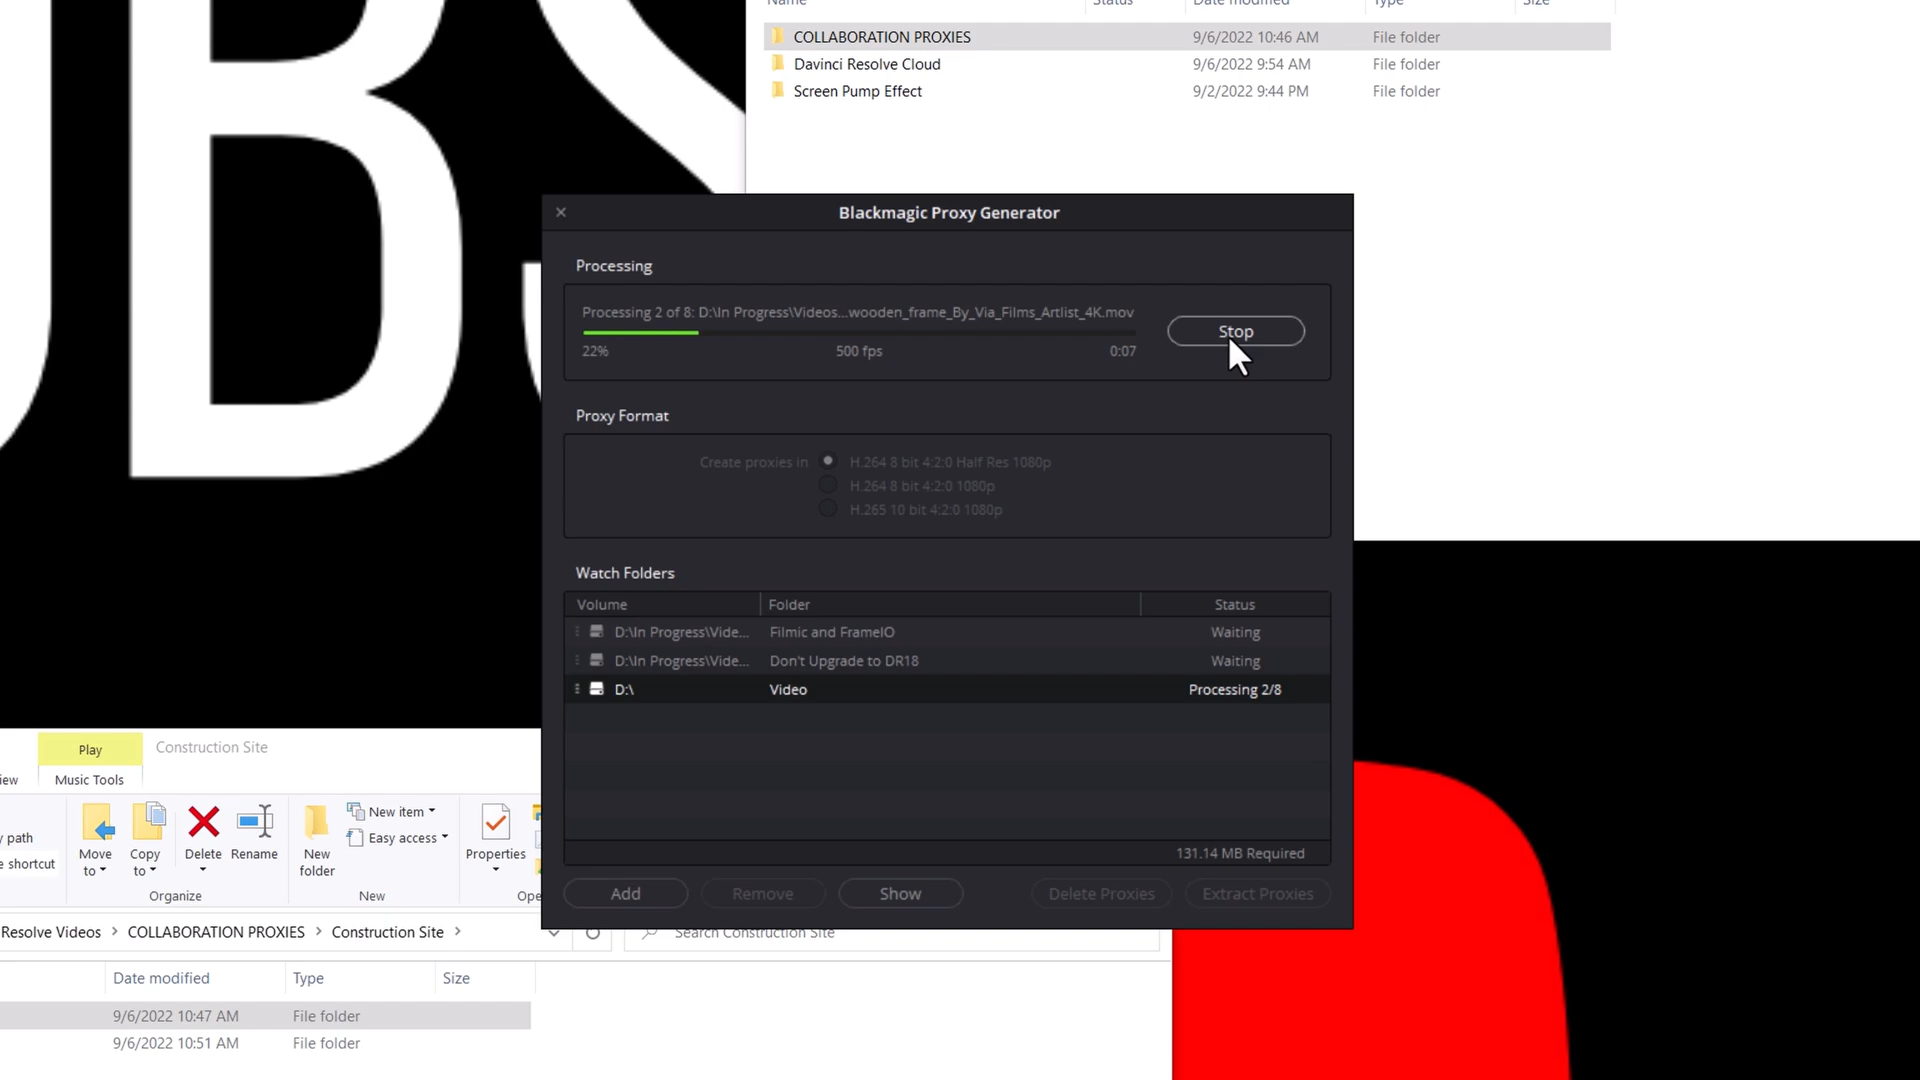 UBS
Name Status Date modified Type Size
COLLABORATION PROXIES 9/6/2022 10:46 AM File folder
Davinci Resolve Cloud 9/6/2022 9:54 AM File folder
Screen Pump Effect 9/2/2022 9:44 PM File folder
Blackmagic Proxy Generator
Processing
Processing 2 of 8: D:\In Progress\Videos...wooden_frame_By_Via_Films_Artlist_4K.mov
Stop
22% 500 fps 0:07
Proxy Format
Create proxies in H.264 8 bit 4:2:0 Half Res 1080p
H.264 8 bit 4:2:0 1080p
H.265 10 bit 4:2:0 1080p
Watch Folders
Volume Folder Status
D:\In Progress\Vide... Filmic and FrameIO Waiting
D:\In Progress\Vide... Don't Upgrade to DR18 Waiting
D:\ Video Processing 2/8
131.14 MB Required
Add Remove Show Delete Proxies Extract Proxies
Play Construction Site
iew Music Tools
New item
y path
Easy access
e shortcut
Move to
Copy to
Delete
Rename
New folder
Properties
Organize New Ope
Resolve Videos > COLLABORATION PROXIES > Construction Site >
Search Construction Site
Date modified Type Size
9/6/2022 10:47 AM File folder
9/6/2022 10:51 AM File folder